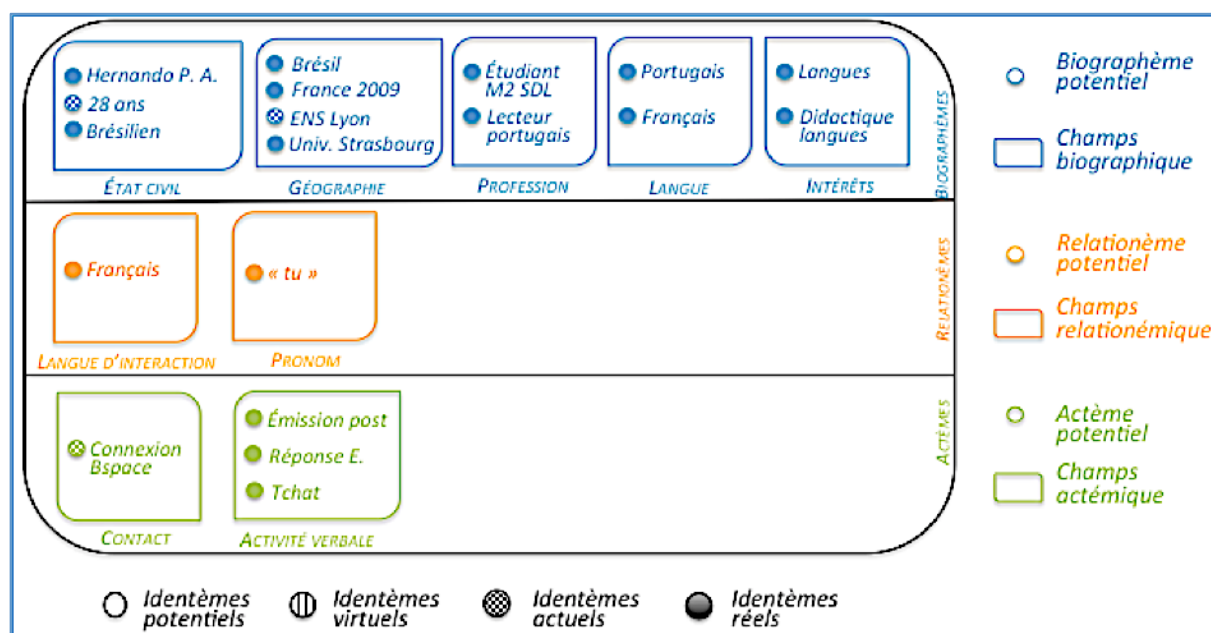 Hernando P. A.
28 ans
Brésilien
ÉTAT CIVIL
Brésil
France 2009
ENS Lyon
Univ. Strasbourg
GÉOGRAPHIE
Étudiant
M2 SDL
Lecteur
portugais
PROFESSION
Portugais
Français
LANGUE
Langues
Didactique
langues
INTÉRÊTS
BIOGRAPHÈMES
Biographème
potentiel
Champs
biographique
Français
LANGUE D'INTERACTION
« tu »
PRONOM
RELATIONÈMES
Relationème
potentiel
Champs
relationémique
Connexion
Bspace
CONTACT
Émission post
Réponse E.
Tchat
ACTIVITÉ VERBALE
ACTÈMES
Actème
potentiel
Champs
actémique
Identèmes
potentiels
Identèmes
virtuels
Identèmes
actuels
Identèmes
réels